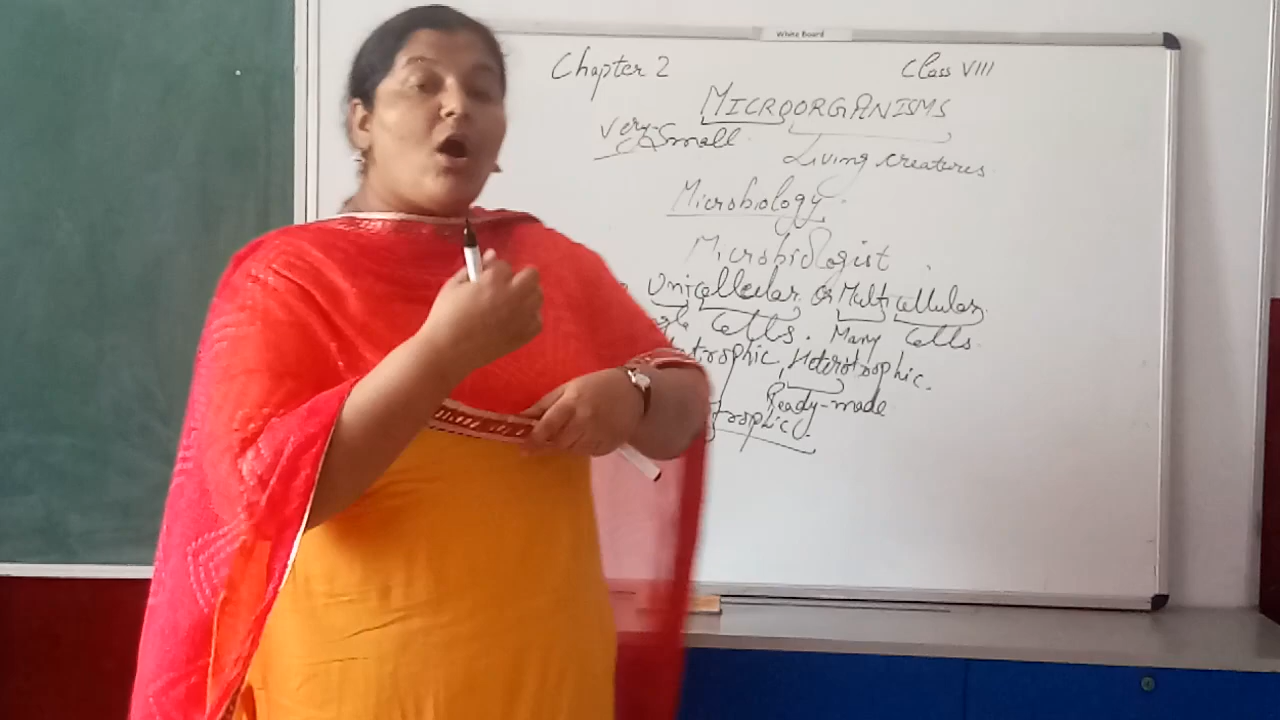 White Board
Chapter 2 Class VIII
MICROORGANISMS
Very Small Living creatures.
Microbiology.
Microbiologist.
Unicellular or Multicellular.
Cells. Many Cells.
Heterotrophic.
Ready-made